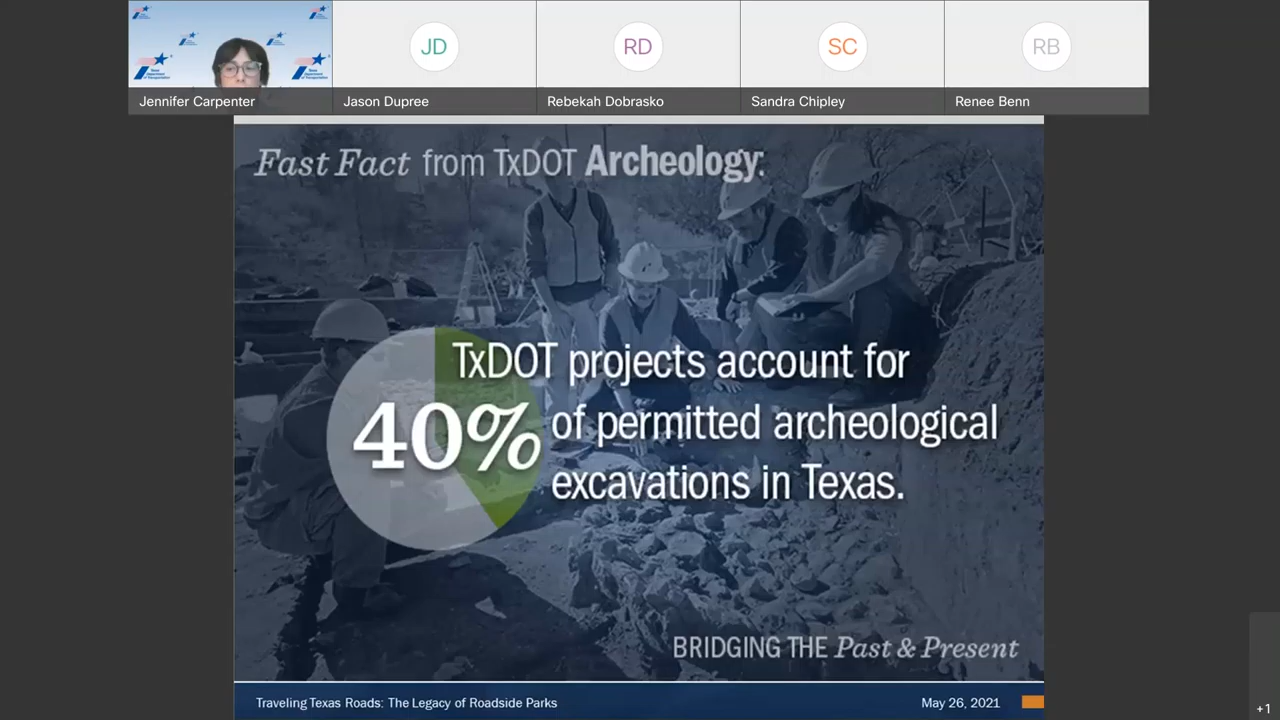 JD
RD
SC
RB
Jennifer Carpenter
Jason Dupree
Rebekah Dobrasko
Sandra Chipley
Renee Benn
Fast Fact from TxDOT Archeology:
TxDOT projects account for
40% of permitted archeological
excavations in Texas.
BRIDGING THE Past & Present
Traveling Texas Roads: The Legacy of Roadside Parks
May 26, 2021
+1